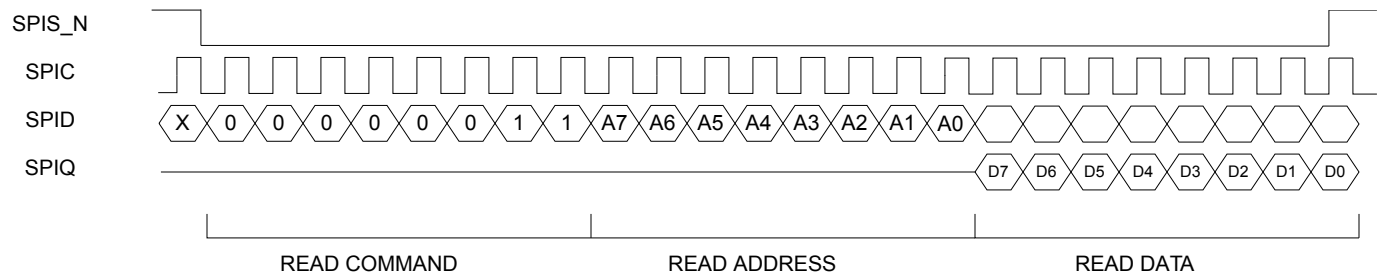 SPIS_N
SPIC
SPID X 0 0 0 0 0 0 1 1 A7 A6 A5 A4 A3 A2 A1 A0
SPIQ D7 D6 D5 D4 D3 D2 D1 D0
READ COMMAND READ ADDRESS READ DATA